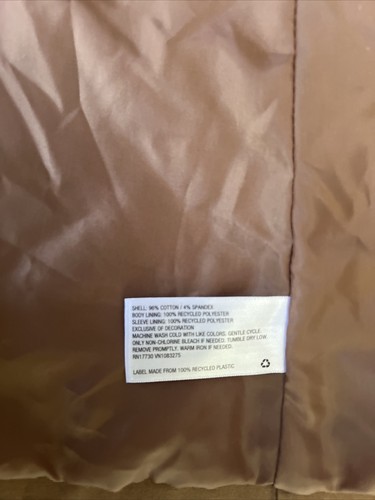 SHELL: 96% COTTON / 4% SPANDEX
BODY LINING: 100% RECYCLED POLYESTER
SLEEVE LINING: 100% RECYCLED POLYESTER
EXCLUSIVE OF DECORATION
MACHINE WASH COLD WITH LIKE COLORS, GENTLE CYCLE.
ONLY NON-CHLORINE BLEACH IF NEEDED. TUMBLE DRY LOW.
REMOVE PROMPTLY. WARM IRON IF NEEDED.
RN17730 VN1083275
LABEL MADE FROM 100% RECYCLED PLASTIC